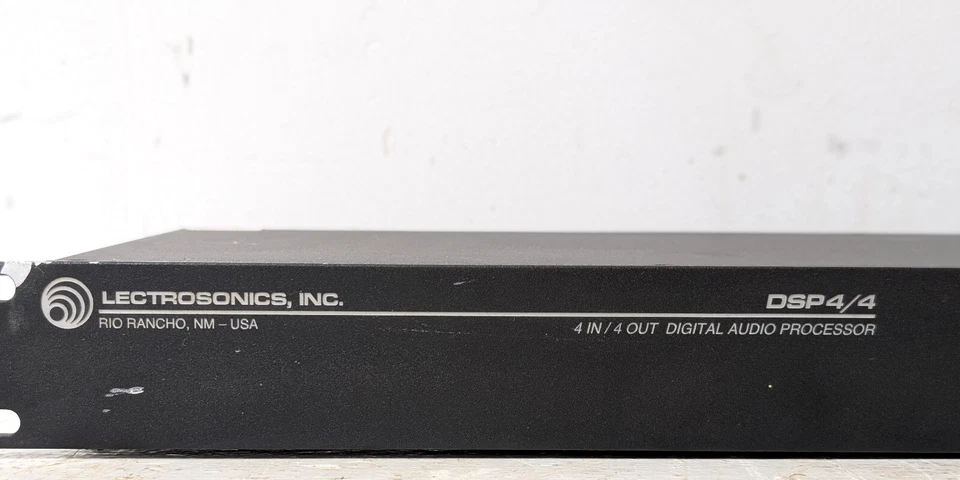 LECTROSONICS, INC.
RIO RANCHO, NM – USA
DSP4/4
4 IN / 4 OUT DIGITAL AUDIO PROCESSOR